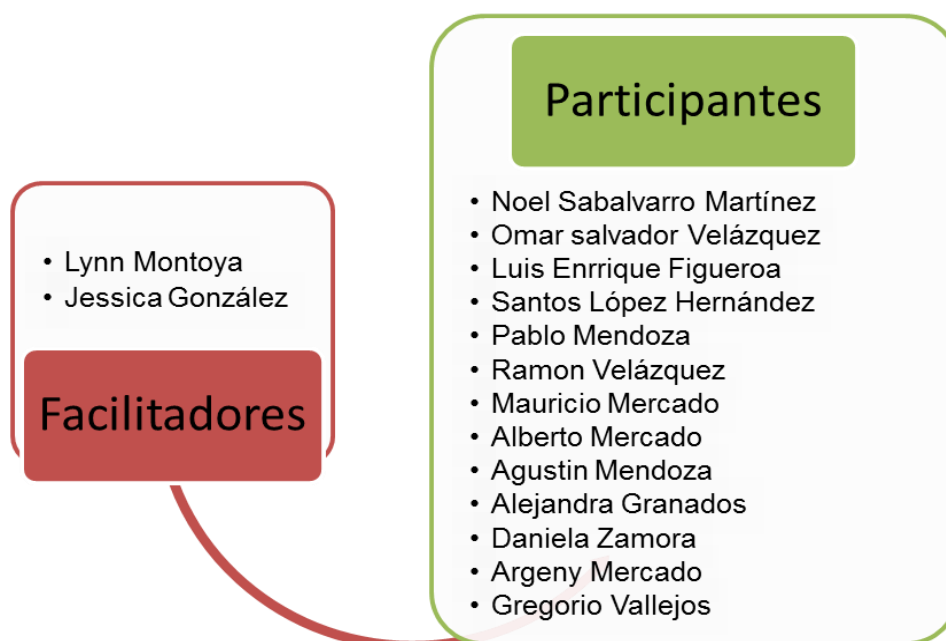 Participantes
• Noel Sabalvarro Martínez
• Omar salvador Velázquez
• Luis Enrrique Figueroa
• Santos López Hernández
• Pablo Mendoza
• Ramon Velázquez
• Mauricio Mercado
• Alberto Mercado
• Agustin Mendoza
• Alejandra Granados
• Daniela Zamora
• Argeny Mercado
• Gregorio Vallejos
• Lynn Montoya
• Jessica González
Facilitadores